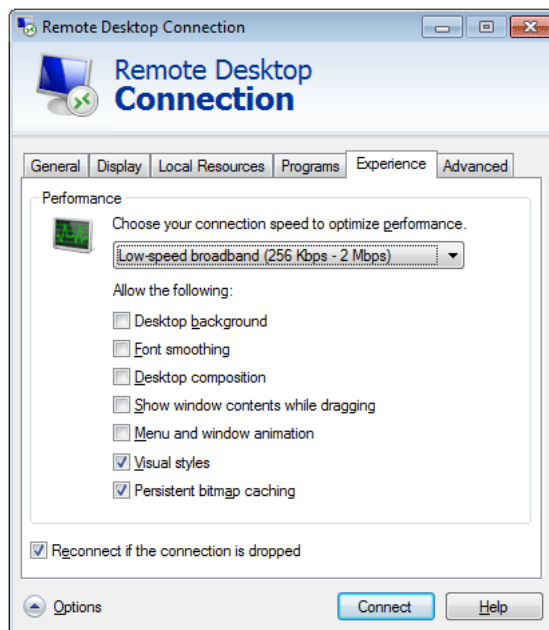 Remote Desktop Connection
Remote Desktop
Connection
General Display Local Resources Programs Experience Advanced
Performance
Choose your connection speed to optimize performance.
Low-speed broadband (256 Kbps - 2 Mbps)
Allow the following:
Desktop background
Font smoothing
Desktop composition
Show window contents while dragging
Menu and window animation
Visual styles
Persistent bitmap caching
Reconnect if the connection is dropped
Options Connect Help